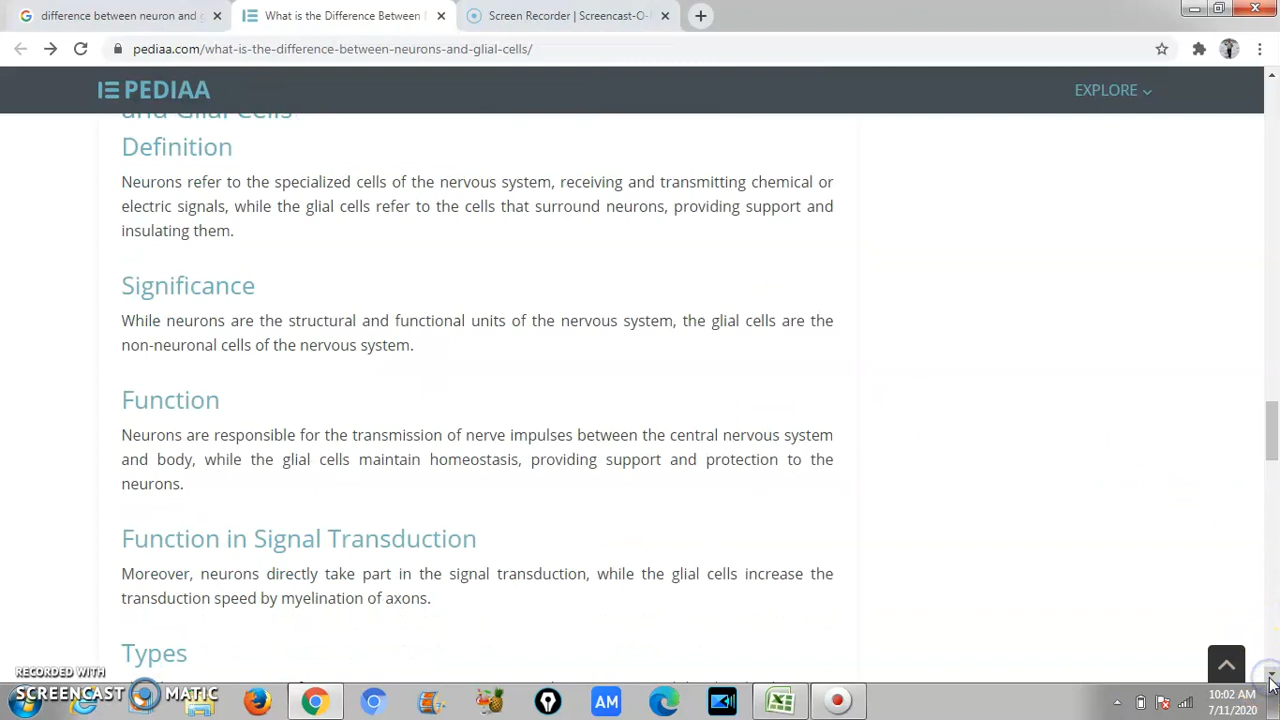 difference between neuron and g
What is the Difference Between
Screen Recorder | Screencast-O-
pediaa.com/what-is-the-difference-between-neurons-and-glial-cells/
PEDIAA
EXPLORE
and Glial Cells
Definition
Neurons refer to the specialized cells of the nervous system, receiving and transmitting chemical or
electric signals, while the glial cells refer to the cells that surround neurons, providing support and
insulating them.
Significance
While neurons are the structural and functional units of the nervous system, the glial cells are the
non-neuronal cells of the nervous system.
Function
Neurons are responsible for the transmission of nerve impulses between the central nervous system
and body, while the glial cells maintain homeostasis, providing support and protection to the
neurons.
Function in Signal Transduction
Moreover, neurons directly take part in the signal transduction, while the glial cells increase the
transduction speed by myelination of axons.
Types
RECORDED WITH
SCREENCAST MATIC
AM
10:02 AM
7/11/2020